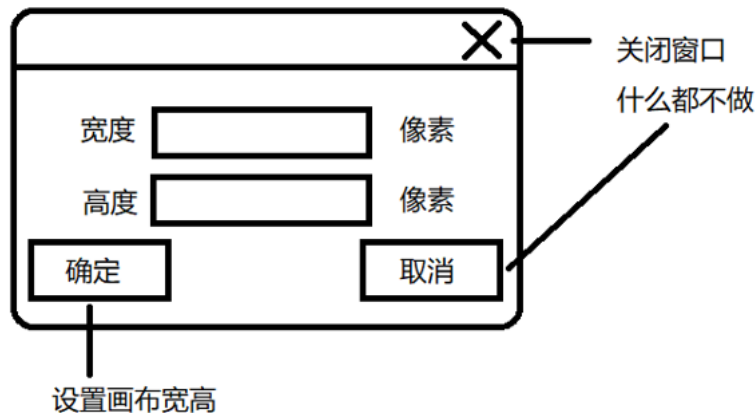 关闭窗口
什么都不做
宽度 像素
高度 像素
确定 取消
设置画布宽高